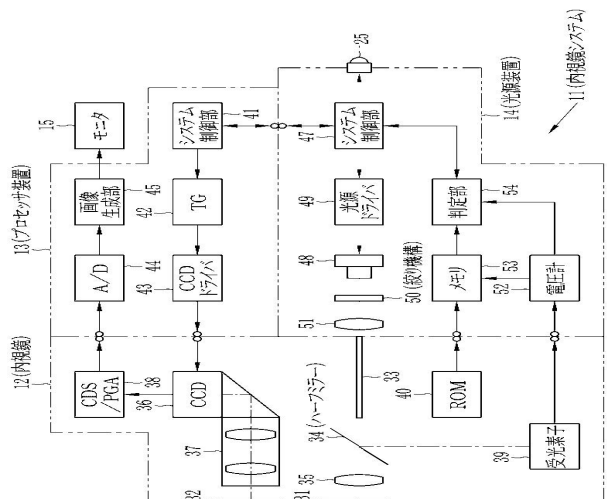 11(内視鏡システム)
12(内視鏡)
13(プロセッサ装置)
14(光源装置)
15
モニタ
CDS
/PGA
38
A/D
44
画像
生成部
45
36
CCD
CCD
ドライバ
43
TG
42
システム
制御部
41
37
32
31
35
34(ハーフミラー)
33
51
50(絞り機構)
48
光源
ドライバ
49
システム
制御部
47
25
ROM
40
メモリ
53
判定部
54
受光素子
39
電圧計
52